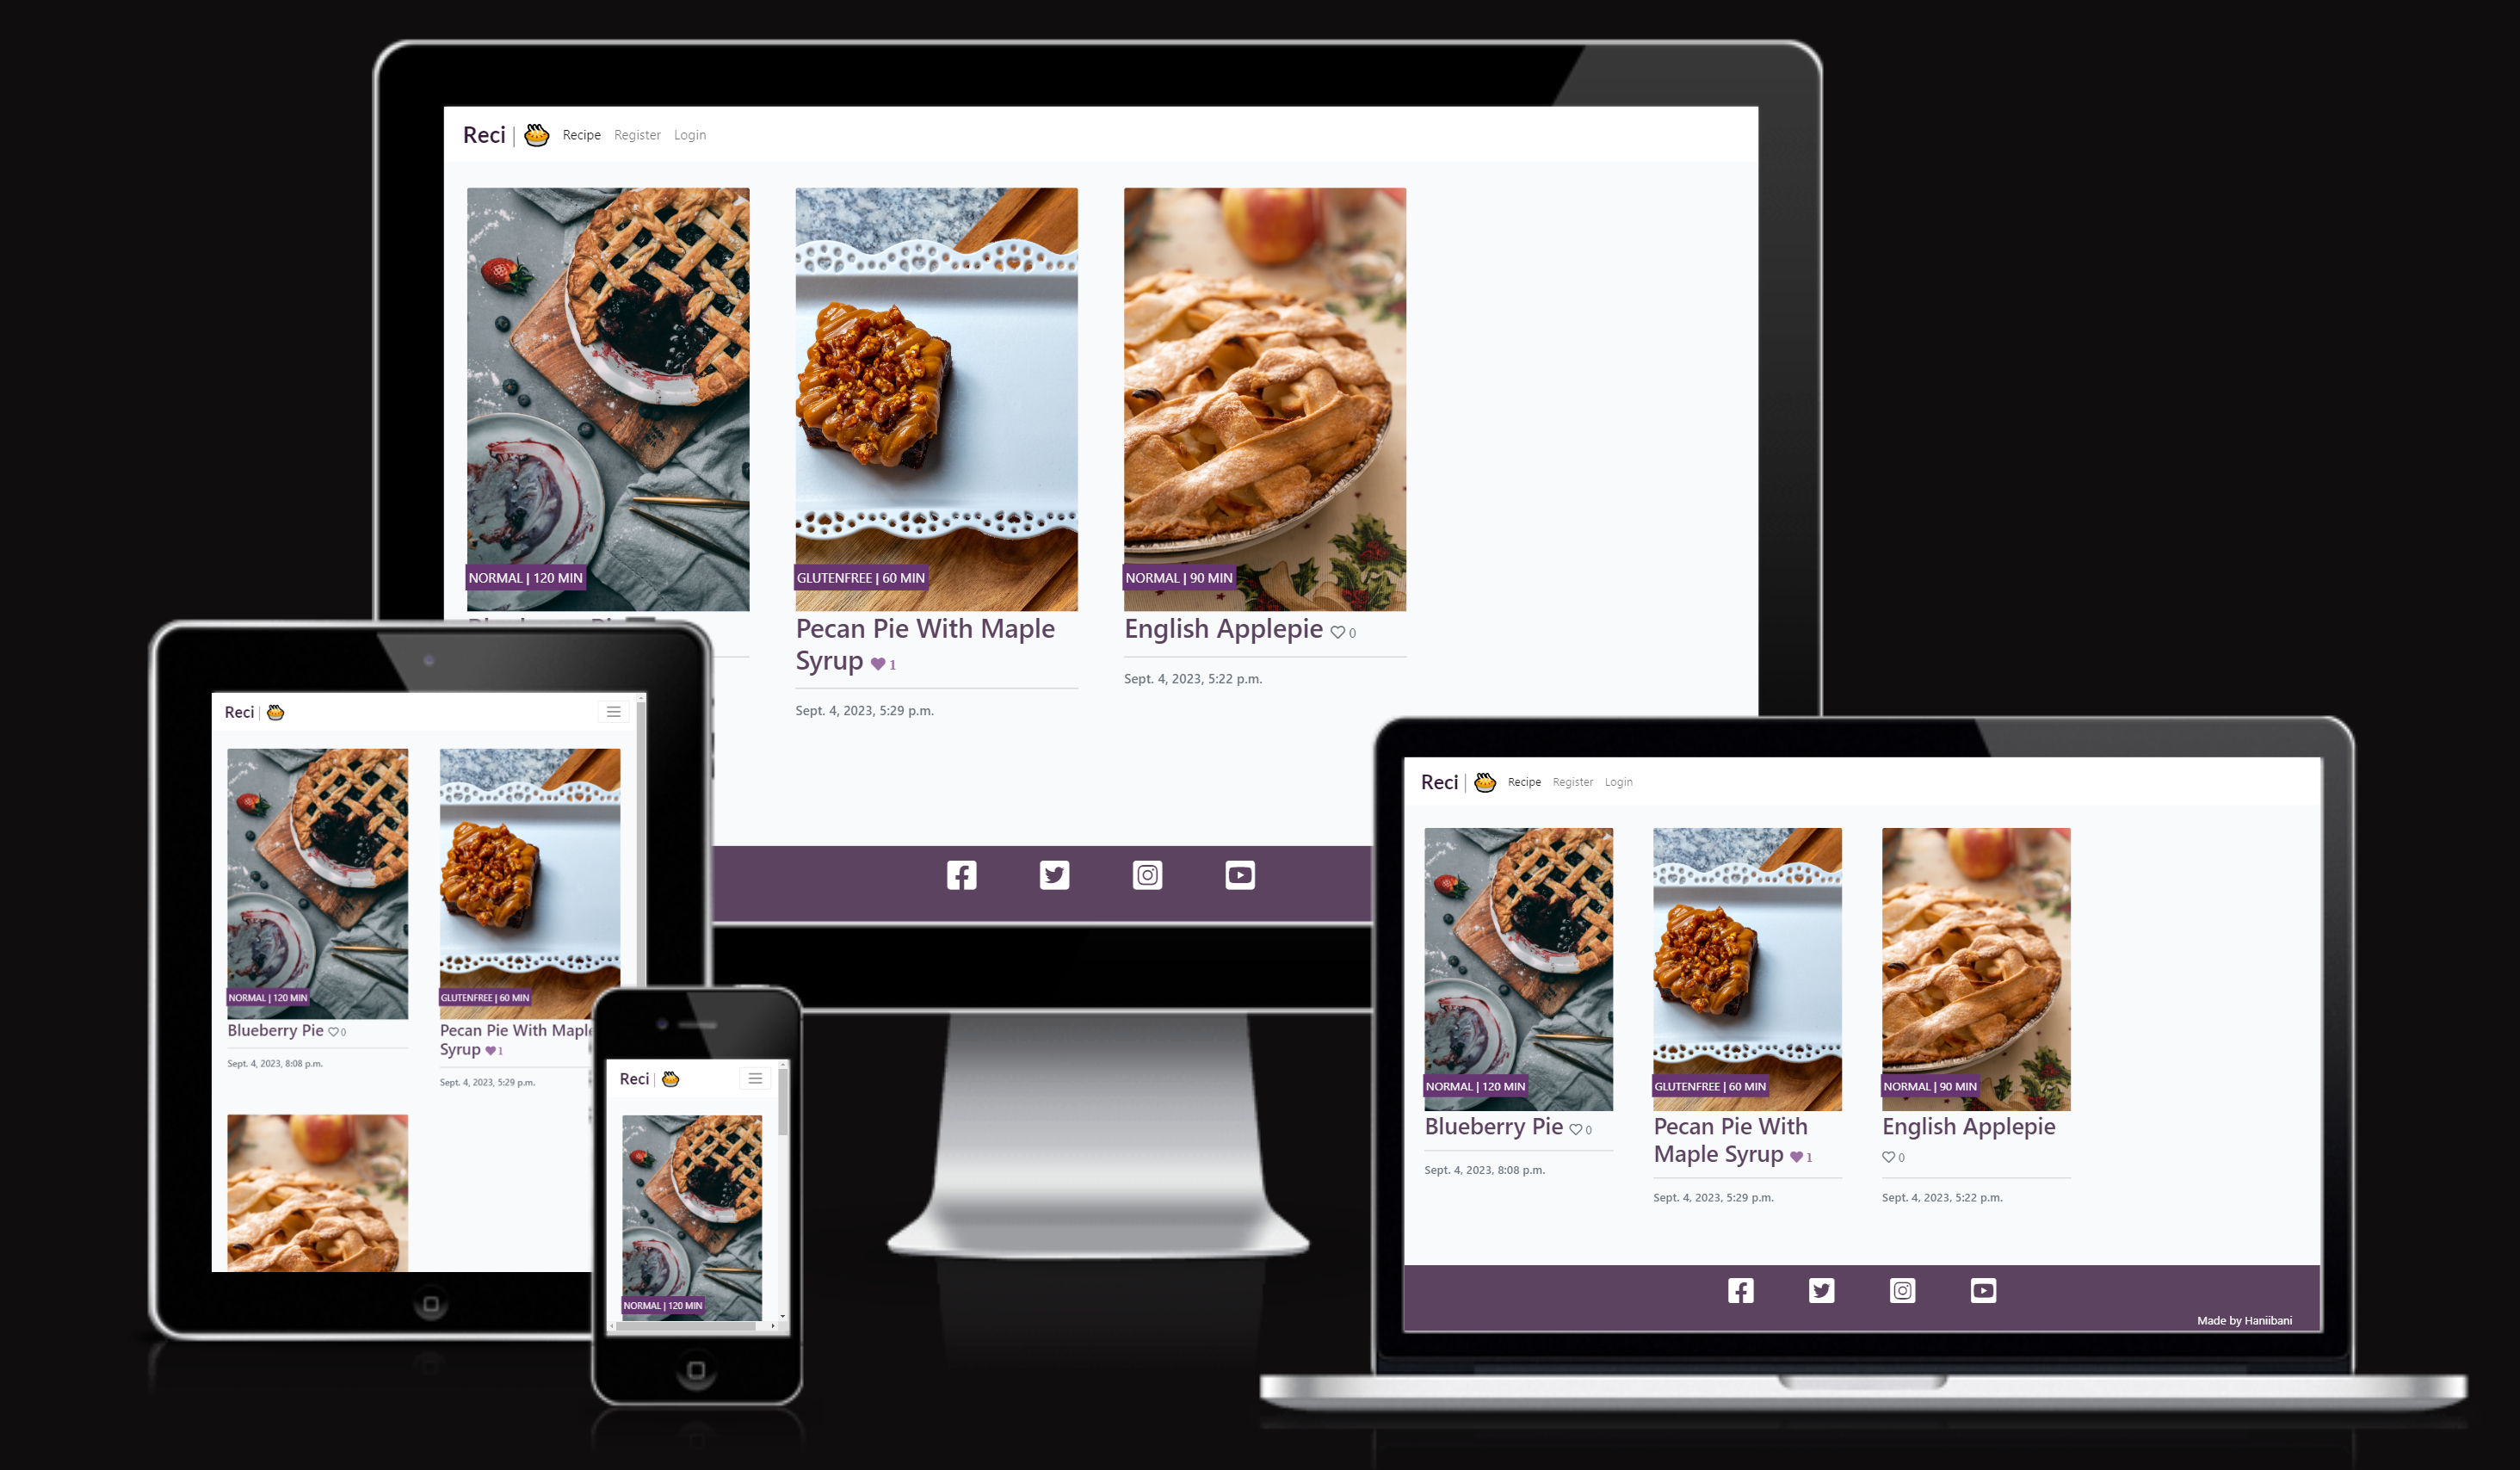 Reci | Recipe Register Login
NORMAL | 120 MIN
GLUTENFREE | 60 MIN
NORMAL | 90 MIN
Pecan Pie With Maple
Syrup 1
Sept. 4, 2023, 5:29 p.m.
English Applepie 0
Sept. 4, 2023, 5:22 p.m.
Reci |
NORMAL | 120 MIN
Blueberry Pie 0
Sept. 4, 2023, 8:08 p.m.
GLUTENFREE | 60 MIN
Pecan Pie With Maple
Syrup 1
Sept. 4, 2023, 5:29 p.m.
Reci |
NORMAL | 120 MIN
Reci | Recipe Register Login
NORMAL | 120 MIN
Blueberry Pie 0
Sept. 4, 2023, 8:08 p.m.
GLUTENFREE | 60 MIN
Pecan Pie With
Maple Syrup 1
Sept. 4, 2023, 5:29 p.m.
NORMAL | 90 MIN
English Applepie
0
Sept. 4, 2023, 5:22 p.m.
Made by Haniibani